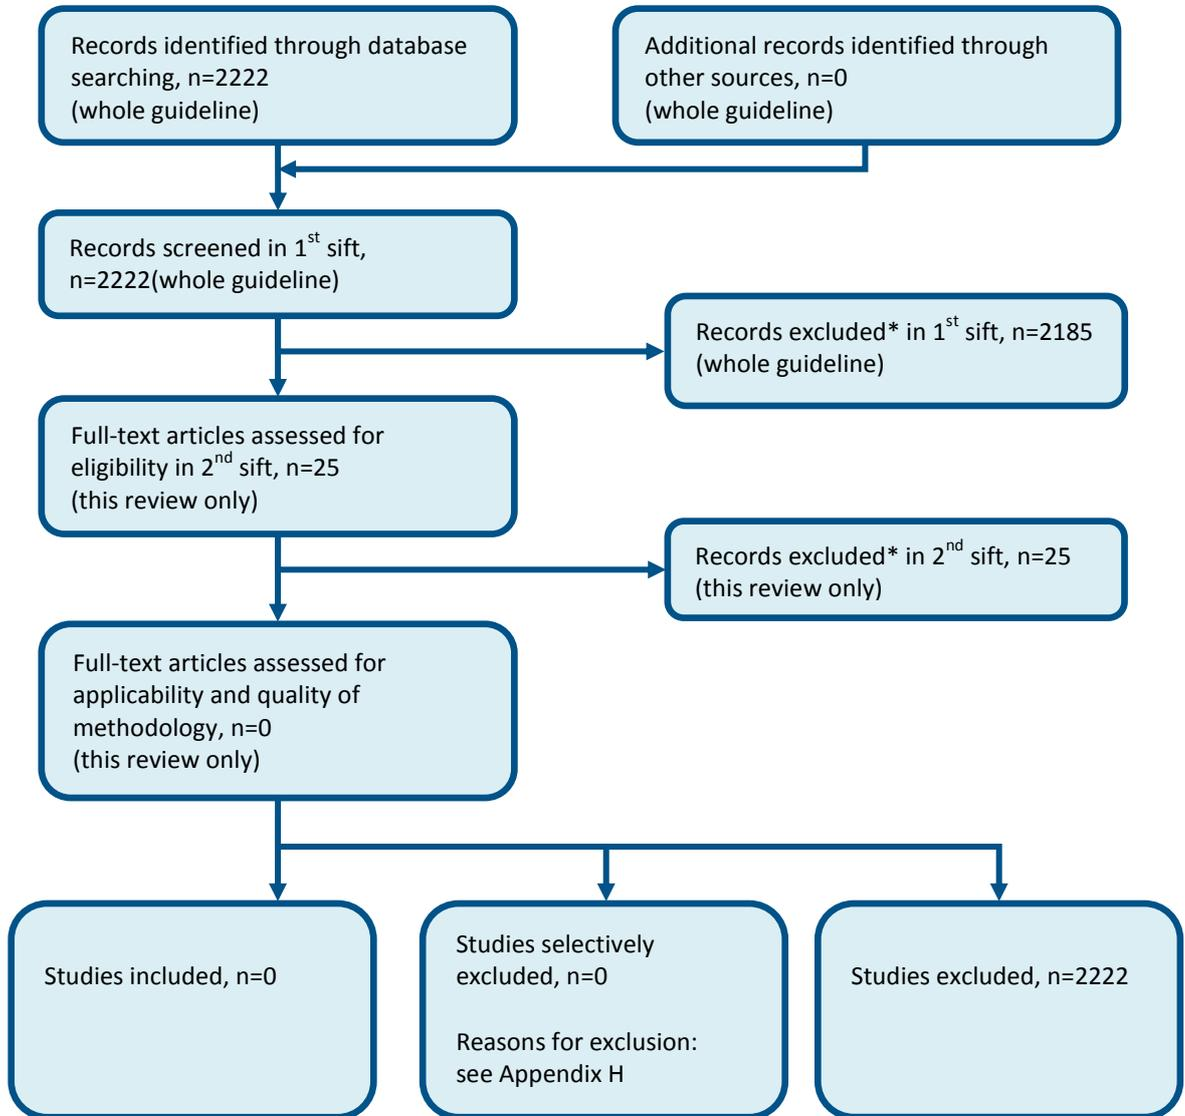 Records identified through database
searching, n=2222
(whole guideline)
Additional records identified through
other sources, n=0
(whole guideline)
Records screened in 1st sift,
n=2222(whole guideline)
Records excluded* in 1st sift, n=2185
(whole guideline)
Full-text articles assessed for
eligibility in 2nd sift, n=25
(this review only)
Records excluded* in 2nd sift, n=25
(this review only)
Full-text articles assessed for
applicability and quality of
methodology, n=0
(this review only)
Studies included, n=0
Studies selectively
excluded, n=0
Reasons for exclusion:
see Appendix H
Studies excluded, n=2222